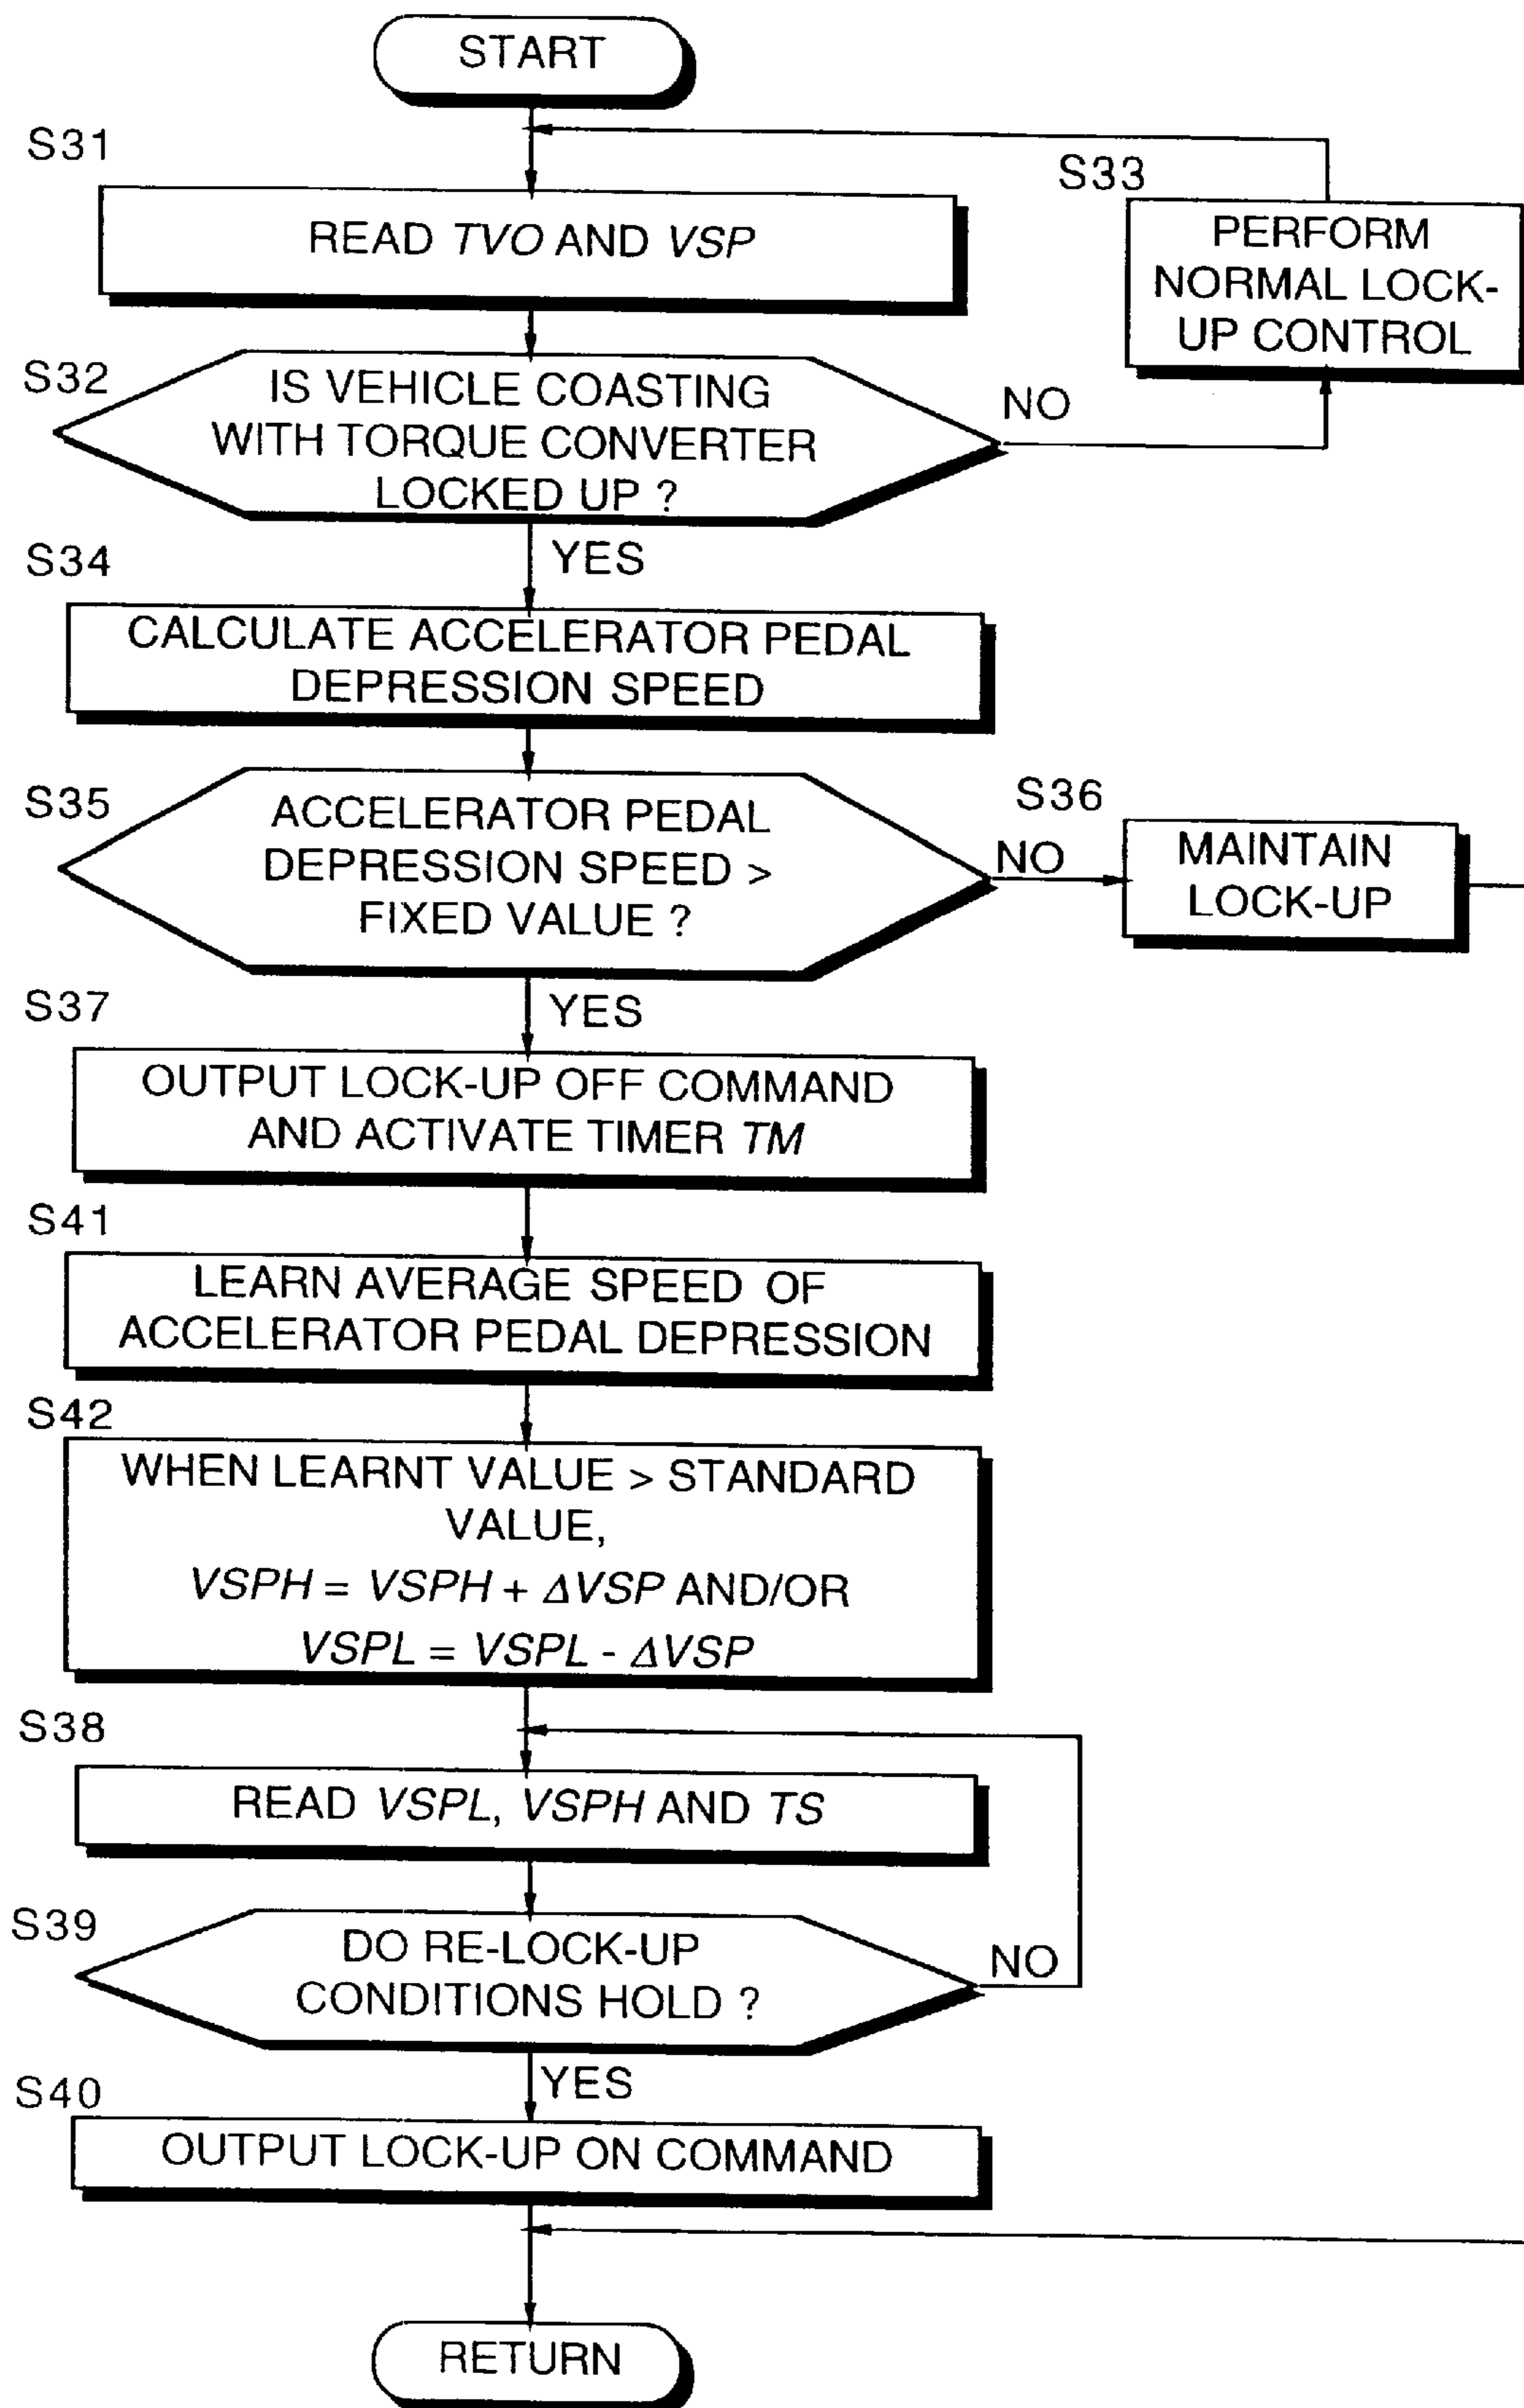 START
S31
READ TVO AND VSP
S33
PERFORM
NORMAL LOCK-
UP CONTROL
S32
IS VEHICLE COASTING
WITH TORQUE CONVERTER
LOCKED UP ?
NO
YES
S34
CALCULATE ACCELERATOR PEDAL
DEPRESSION SPEED
S35
ACCELERATOR PEDAL
DEPRESSION SPEED >
FIXED VALUE ?
NO
S36
MAINTAIN
LOCK-UP
YES
S37
OUTPUT LOCK-UP OFF COMMAND
AND ACTIVATE TIMER TM
S41
LEARN AVERAGE SPEED OF
ACCELERATOR PEDAL DEPRESSION
S42
WHEN LEARNT VALUE > STANDARD
VALUE,
VSPH = VSPH + ΔVSP AND/OR
VSPL = VSPL - ΔVSP
S38
READ VSPL, VSPH AND TS
S39
DO RE-LOCK-UP
CONDITIONS HOLD ?
NO
YES
S40
OUTPUT LOCK-UP ON COMMAND
RETURN